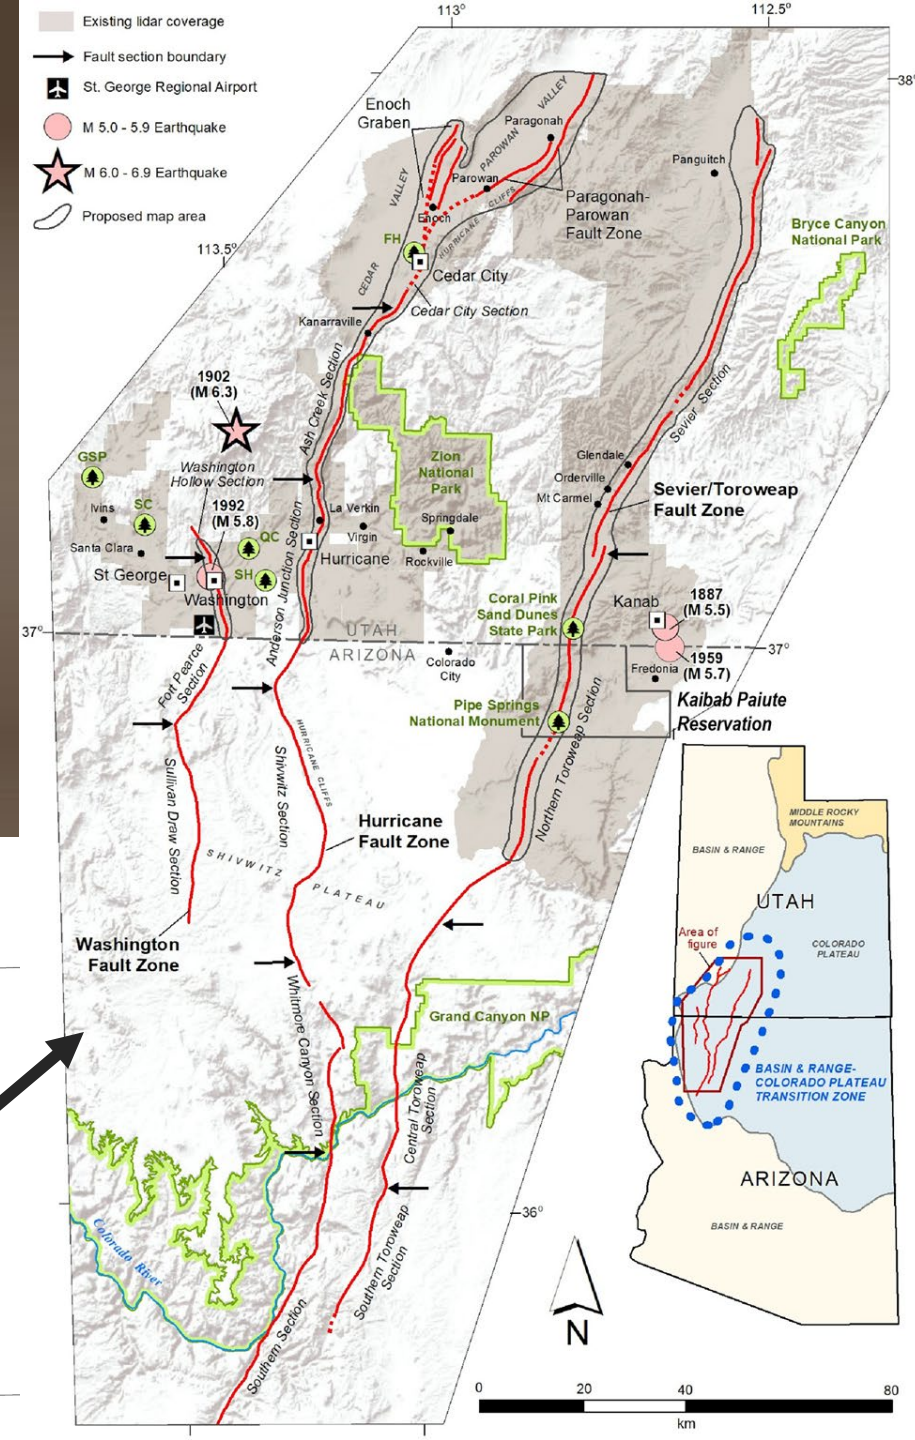 113°
112.5°
Existing lidar coverage
Fault section boundary
St. George Regional Airport
M 5.0 - 5.9 Earthquake
M 6.0 - 6.9 Earthquake
Proposed map area
38°
113.5°
Enoch
Graben
VALLEY
Paragonah
PAROWAN
Panguitch
VALLEY
Parowan
CLIFFS
Paragonah-
Parowan
Fault Zone
Enoch
HURRICANE
Bryce Canyon
National Park
FH
CEDAR
Cedar City
Cedar City Section
Kanarraville
Ash Creek Section
1902
(M 6.3)
Sevier Section
GSP
Washington
Hollow Section
Zion
National
Park
Glendale
Orderville
Mt Carmel
Sevier/Toroweap
Fault Zone
Ivins
SC
1992
(M 5.8)
La Verkin
Virgin
Springdale
Santa Clara
QC
Hurricane
Rockville
St George
SH
Washington
Anderson Junction Section
Coral Pink
Sand Dunes
State Park
Kanab
1887
(M 5.5)
37°
UTAH
ARIZONA
37°
Colorado
City
1959
(M 5.7)
Fredonia
Fort Pearce
Section
Pipe Springs
National Monument
Kaibab Paiute
Reservation
HURRICANE CLIFFS
Shivwitz Section
Northern Toroweap Section
Sullivan Draw Section
Hurricane
Fault Zone
SHIVWITZ PLATEAU
Washington
Fault Zone
Whitmore Canyon Section
Grand Canyon NP
Central Toroweap
Section
36°
Southern Toroweap
Section
Colorado River
Southern Section
N
0
20
40
80
km
MIDDLE ROCKY
MOUNTAINS
BASIN & RANGE
UTAH
Area of
figure
COLORADO
PLATEAU
BASIN & RANGE-
COLORADO PLATEAU
TRANSITION ZONE
ARIZONA
BASIN & RANGE